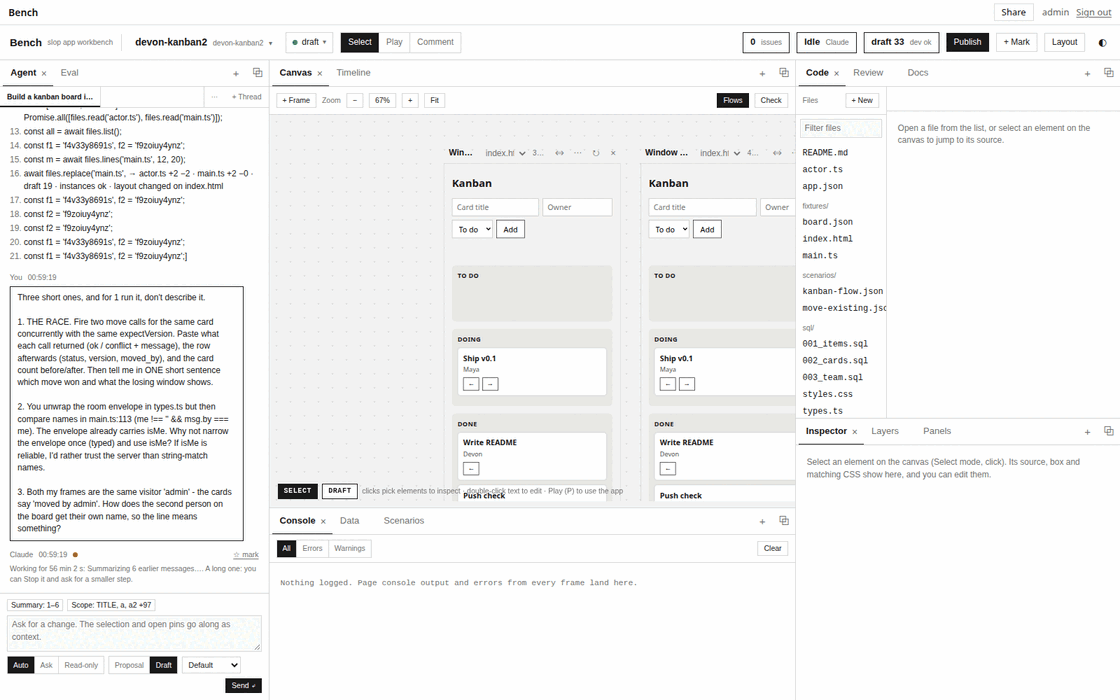 Bench
Share
admin
Sign out
Bench slop app workbench
devon-kanban2 devon-kanban2 ▾
draft ▾
Select
Play
Comment
0 issues
Idle Claude
draft 33 dev ok
Publish
+ Mark
Layout
Agent ×
Eval
Build a kanban board i…
···
+ Thread
Promise.all([files.read('actor.ts'), files.read('main.ts')]);
13. const all = await files.list();
14. const f1 = 'f4v33y8691s', f2 = 'f9zoiuy4ynz';
15. const m = await files.lines('main.ts', 12, 20);
16. await files.replace('main.ts', → actor.ts +2 −2 · main.ts +2 −0 ·
draft 19 · instances ok · layout changed on index.html
17. const f1 = 'f4v33y8691s', f2 = 'f9zoiuy4ynz';
18. const f2 = 'f9zoiuy4ynz';
19. const f1 = 'f4v33y8691s', f2 = 'f9zoiuy4ynz';
20. const f1 = 'f4v33y8691s', f2 = 'f9zoiuy4ynz';
21. const f1 = 'f4v33y8691s', f2 = 'f9zoiuy4ynz';]
You 00:59:19
Three short ones, and for 1 run it, don't describe it.
1. THE RACE. Fire two move calls for the same card
concurrently with the same expectVersion. Paste what
each call returned (ok / conflict + message), the row
afterwards (status, version, moved_by), and the card
count before/after. Then tell me in ONE short sentence
which move won and what the losing window shows.
2. You unwrap the room envelope in types.ts but then
compare names in main.ts:113 (me !== '' && msg.by ===
me). The envelope already carries isMe. Why not narrow
the envelope once (typed) and use isMe? If isMe is
reliable, I'd rather trust the server than string-match
names.
3. Both my frames are the same visitor 'admin' - the cards
say 'moved by admin'. How does the second person on
the board get their own name, so the line means
something?
Claude 00:59:19
☆ mark
Working for 56 min 2 s: Summarizing 6 earlier messages…. A long one: you
can Stop it and ask for a smaller step.
Summary: 1–6
Scope: TITLE, a, a2 +97
Ask for a change. The selection and open pins go along as
context.
Auto
Ask
Read-only
Proposal
Draft
Default
Send
Canvas ×
Timeline
+ Frame
Zoom
−
67%
+
Fit
Flows
Check
Win…
3…
Kanban
Card title
Owner
To do
Add
TO DO
DOING
Ship v0.1
Maya
← →
DONE
Write README
Devon
←
Push check
Window …
4…
Kanban
Card title
Owner
To do
Add
TO DO
DOING
Ship v0.1
Maya
← →
DONE
Write README
Devon
←
Push check
SELECT
DRAFT
clicks pick elements to inspect · double-click text to edit · Play (P) to use the app
Console ×
Data
Scenarios
All
Errors
Warnings
Clear
Nothing logged. Page console output and errors from every frame land here.
Code ×
Review
Docs
Files
+ New
Filter files
README.md
actor.ts
app.json
fixtures/
board.json
index.html
main.ts
scenarios/
kanban-flow.json
sql/
001_items.sql
002_cards.sql
003_team.sql
styles.css
types.ts
Open a file from the list, or select an element on the
canvas to jump to its source.
Inspector ×
Layers
Panels
Select an element on the canvas (Select mode, click). Its source, box and
matching CSS show here, and you can edit them.